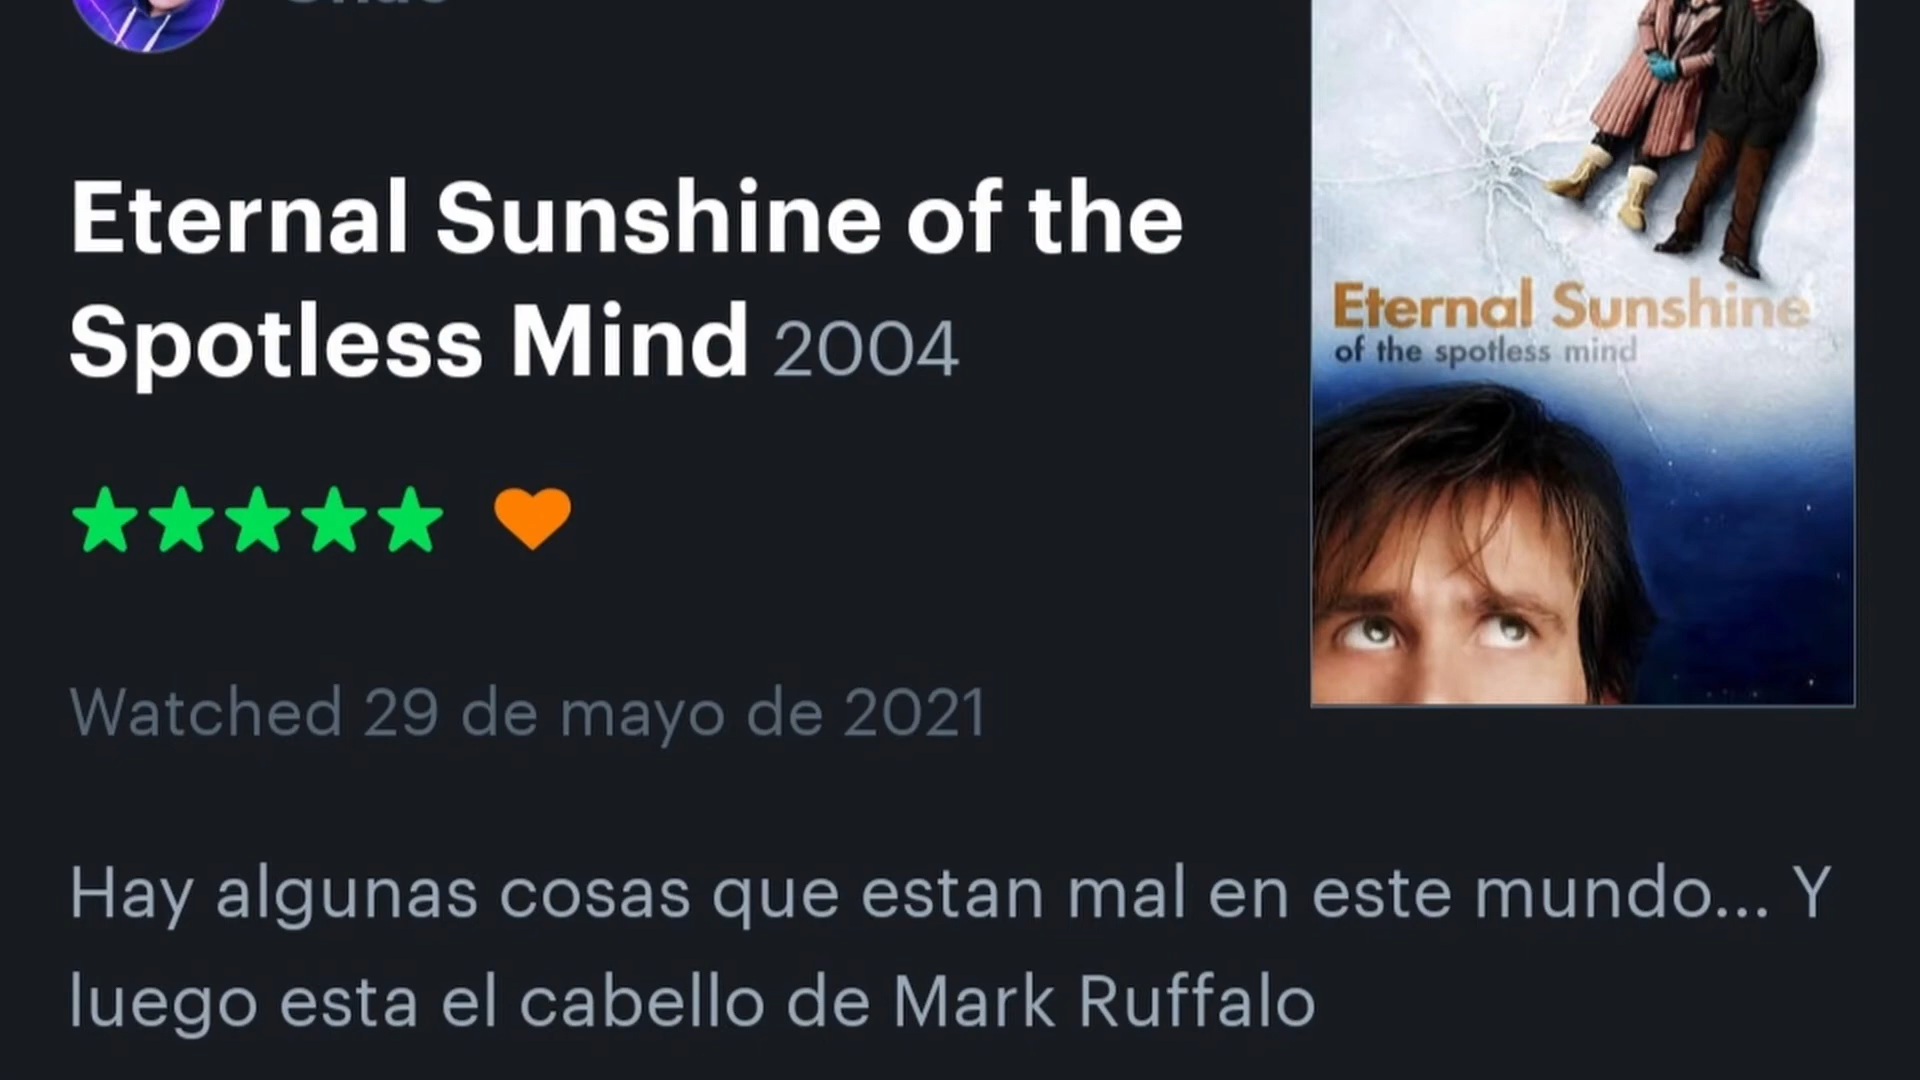 Eternal Sunshine of the
Spotless Mind 2004
Eternal Sunshine
of the spotless mind
Watched 29 de mayo de 2021
Hay algunas cosas que estan mal en este mundo... Y
luego esta el cabello de Mark Ruffalo